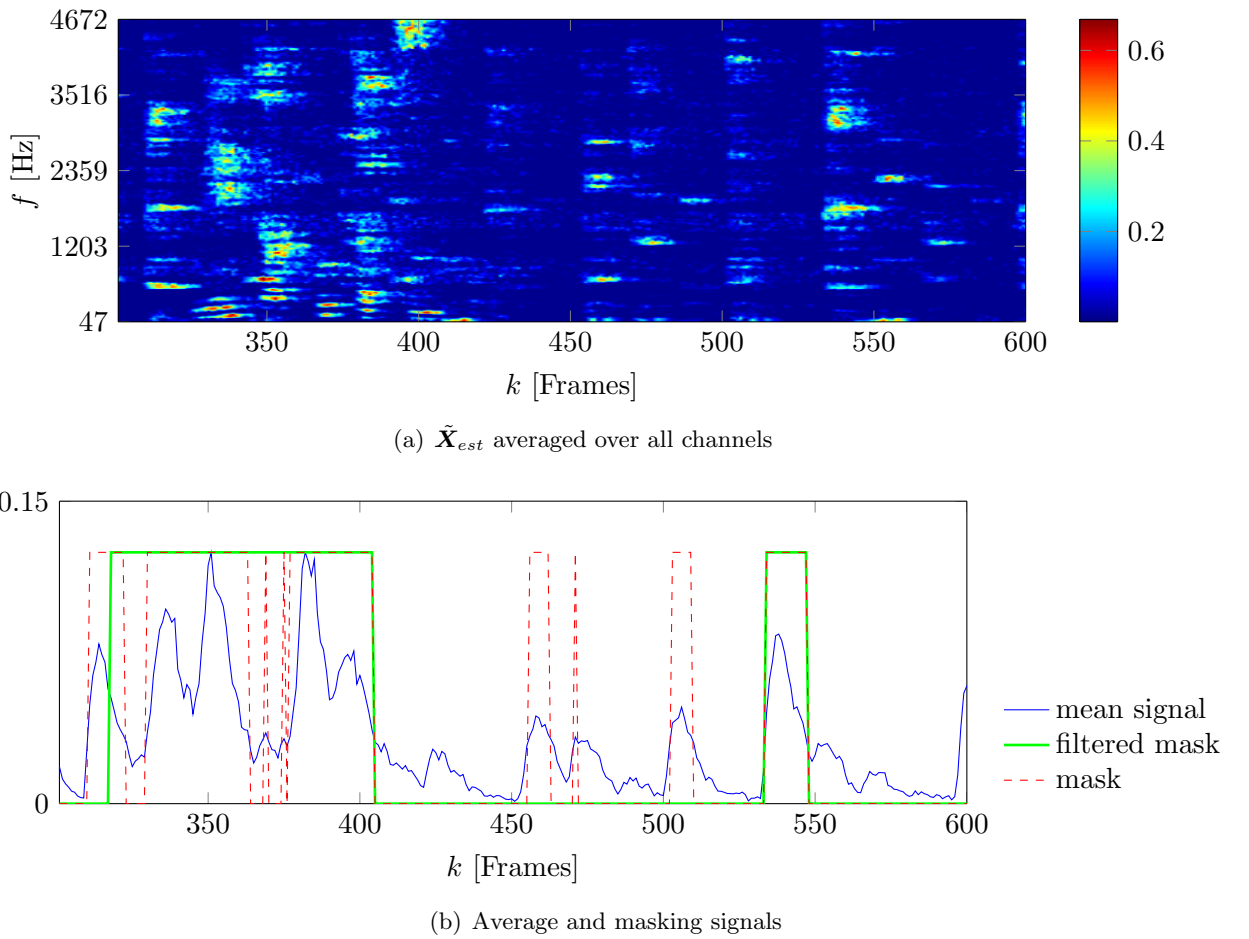 4672
3516
2359
1203
47
f [Hz]
350
400
450
500
550
600
k [Frames]
0.6
0.4
0.2
(a) X̃est averaged over all channels
0.15
0
350
400
450
500
550
600
k [Frames]
mean signal
filtered mask
mask
(b) Average and masking signals